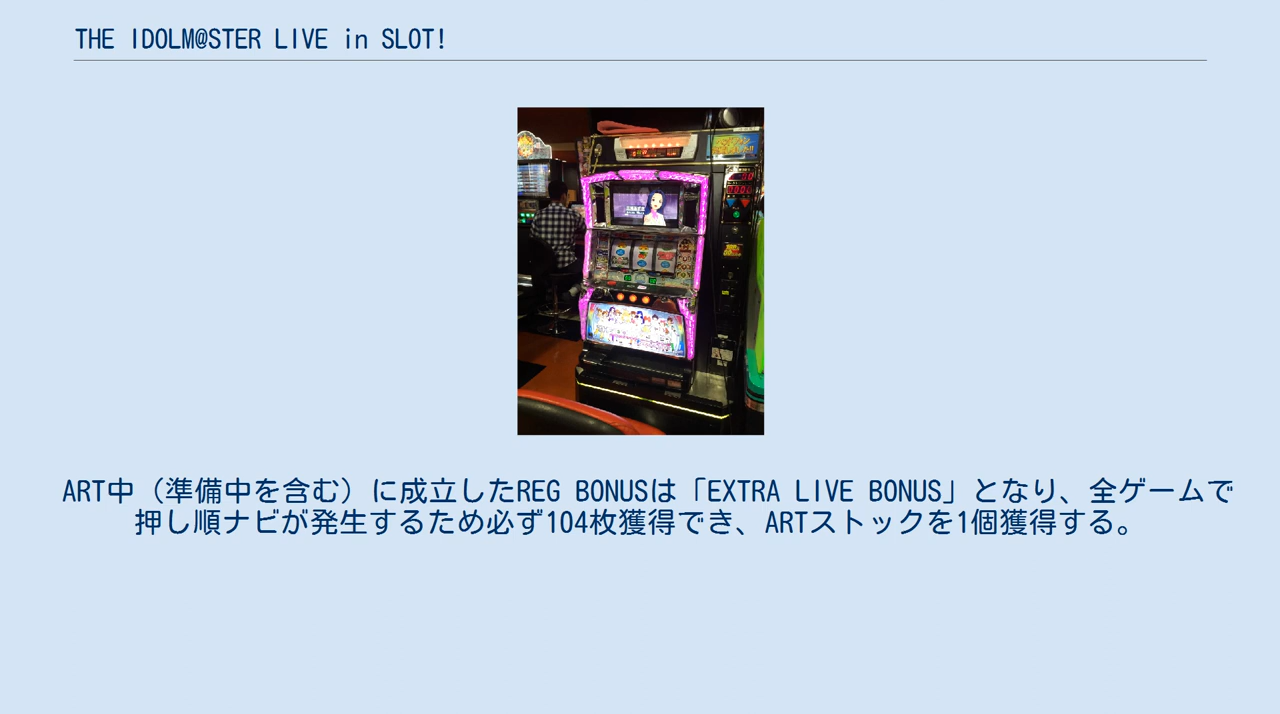 THE IDOLM@STER LIVE in SLOT!
ART中（準備中を含む）に成立したREG BONUSは「EXTRA LIVE BONUS」となり、全ゲームで
押し順ナビが発生するため必ず104枚獲得でき、ARTストックを1個獲得する。